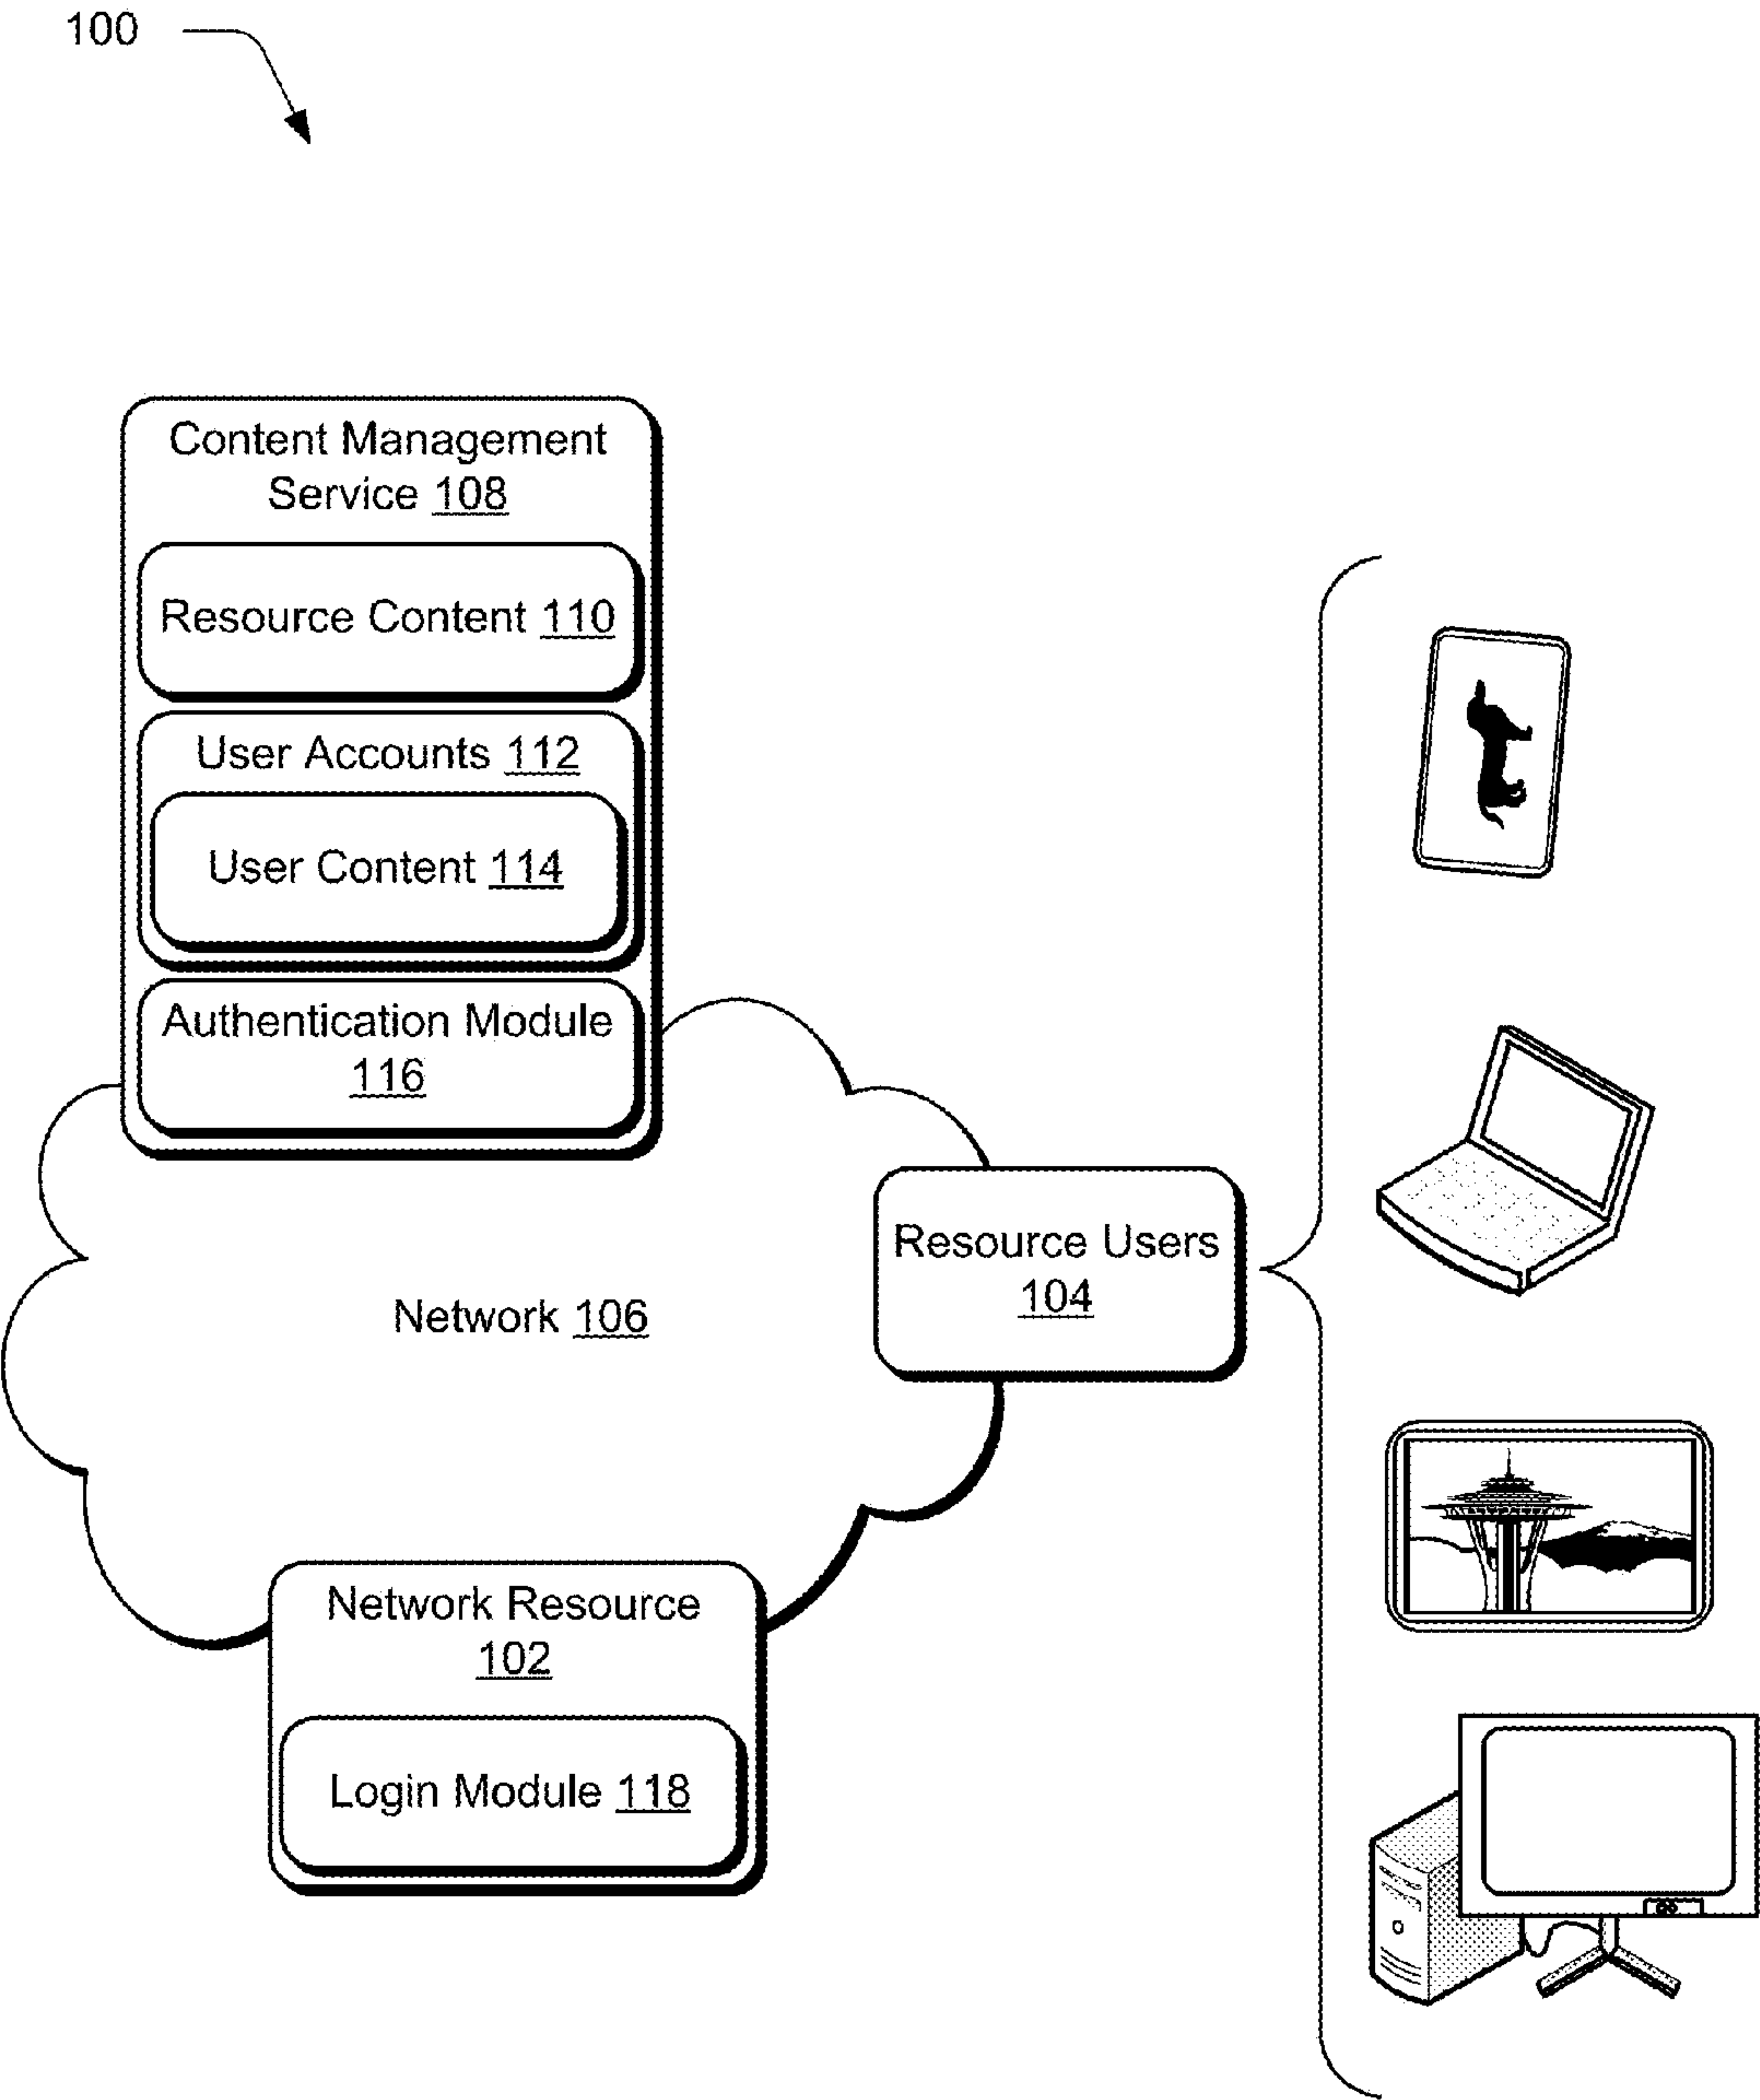 100
Content Management
Service 108
Resource Content 110
User Accounts 112
User Content 114
Authentication Module
116
Resource Users
104
Network 106
Network Resource
102
Login Module 118